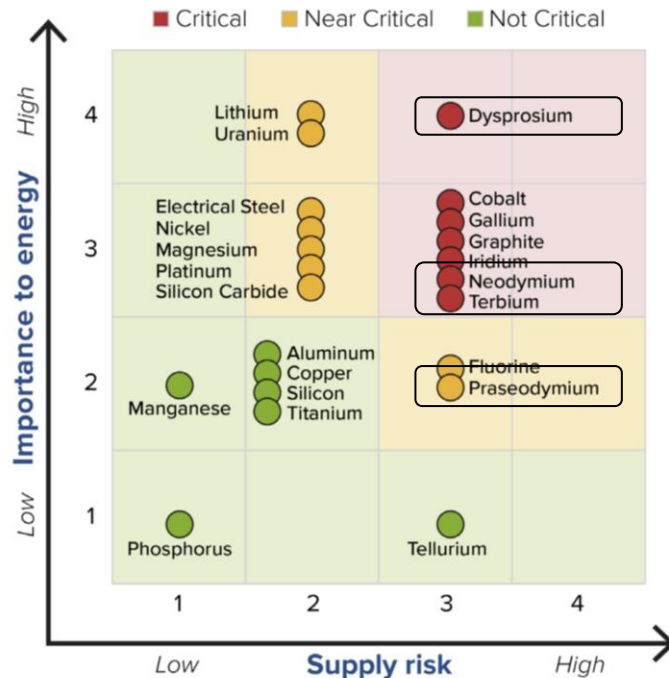 Critical Near Critical Not Critical
High
Importance to energy
Low
4
3
2
1
Lithium
Uranium
Dysprosium
Electrical Steel
Nickel
Magnesium
Platinum
Silicon Carbide
Cobalt
Gallium
Graphite
Iridium
Neodymium
Terbium
Manganese
Aluminum
Copper
Silicon
Titanium
Fluorine
Praseodymium
Phosphorus
Tellurium
1 2 3 4
Low Supply risk High